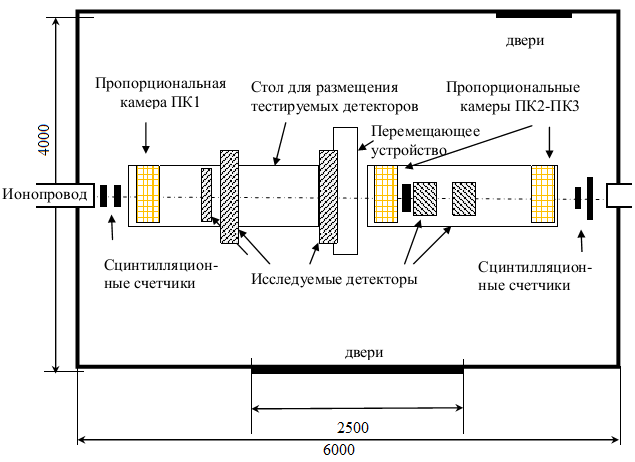 двери
Пропорциональная
камера ПК1
Стол для размещения
тестируемых детекторов
Пропорциональные
камеры ПК2-ПК3
Перемещающее
устройство
4000
Ионопровод
Сцинтилляцион-
ные счетчики
Исследуемые детекторы
Сцинтилляцион-
ные счетчики
двери
2500
6000